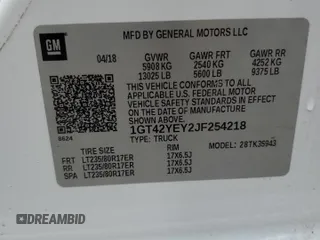 GM
MFD BY GENERAL MOTORS LLC
04/18 GVWR GAWR FRT GAWR RR
5908 KG 2540 KG 4252 KG
13025 LB 5600 LB 9375 LB
THIS VEHICLE CONFORMS TO ALL APPLICABLE
U.S. FEDERAL MOTOR VEHICLE SAFETY
STANDARDS IN EFFECT ON THE DATE OF
MANUFACTURE SHOWN ABOVE.
1GT42YEY2JF254218
TYPE: TRUCK
8624 TIRE SIZE RIM MODEL: 28TK35943
FRT LT235/80R17ER 17X6.5J
RR LT235/80R17ER 17X6.5J
SPA LT235/80R17ER 17X6.5J
DREAMBID